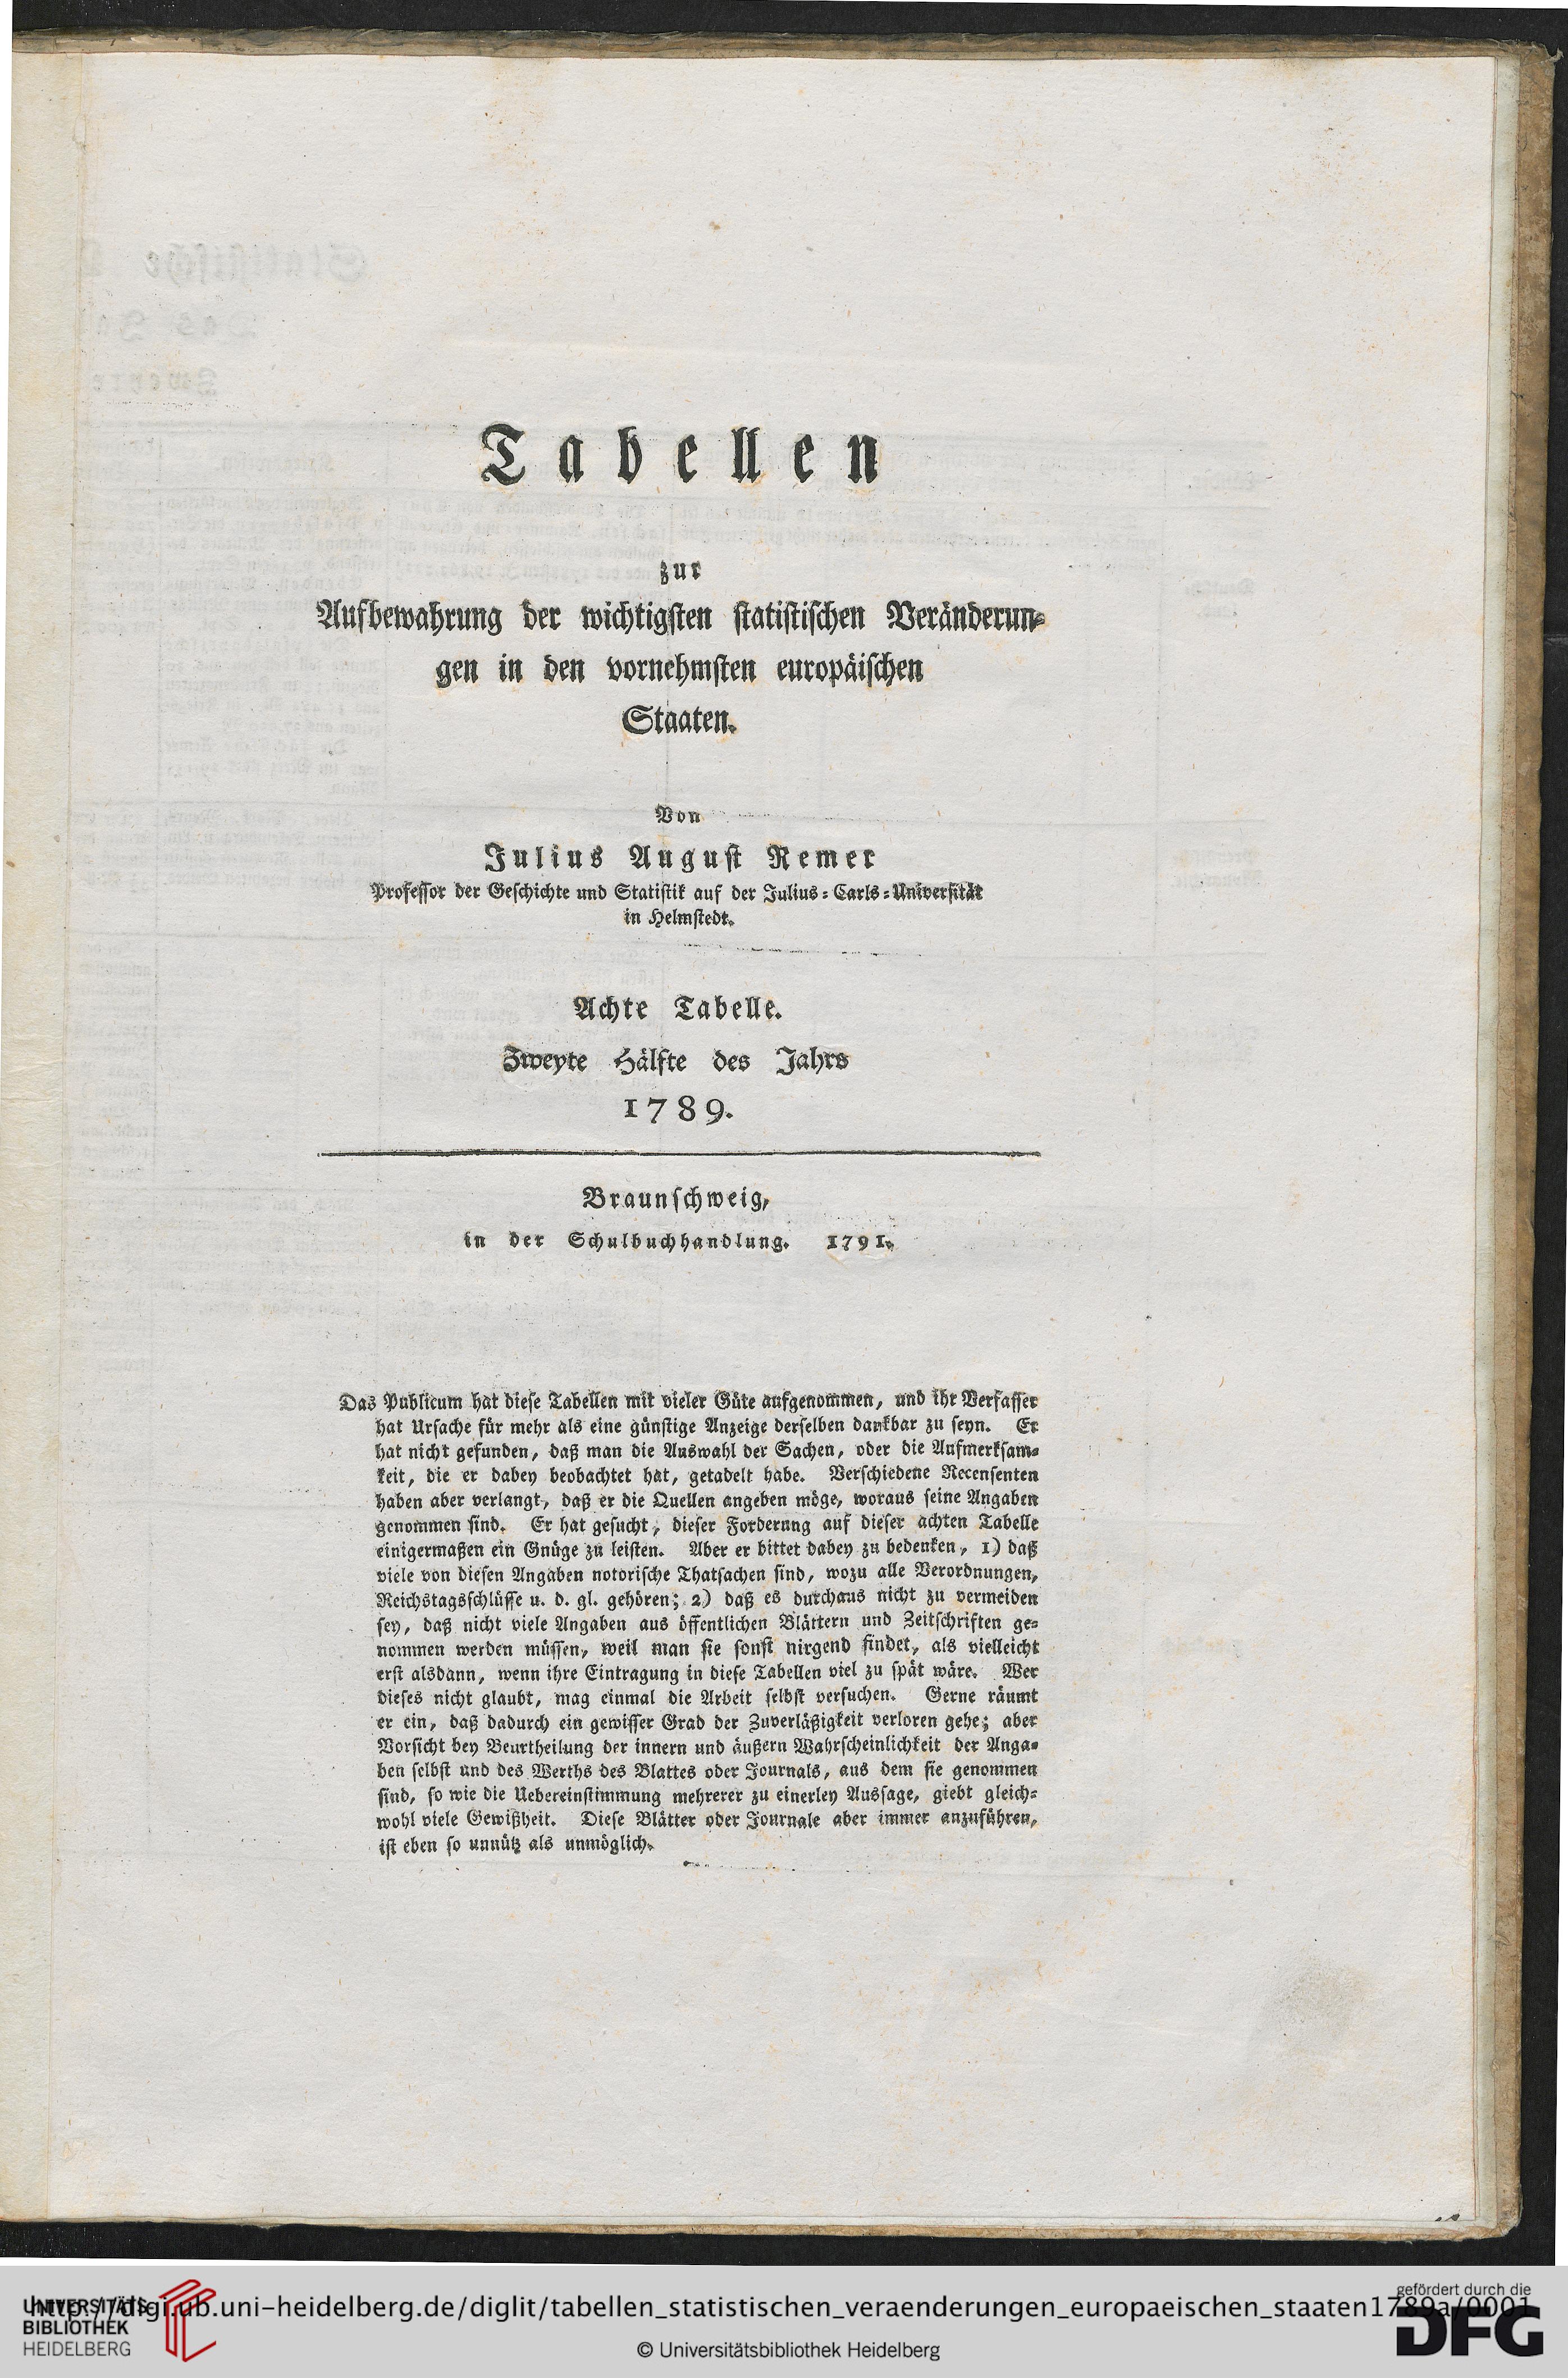 Tabellen
zur
Aufbewahrung der wichtigsten statistischen Veränderun-
gen in den vornehmsten europäischen
Staaten.
Von
Julius August Remer
Professor der Geschichte und Statistik auf der Julius-Carls-Universität
in Helmstedt.
Achte Tabelle.
Zweyte Hälfte des Jahrs
1789.
Braunschweig,
in der Schulbuchhandlung. 1791.
Das Publicum hat diese Tabellen mit vieler Güte aufgenommen, und ihr Verfasser
hat Ursache für mehr als eine günstige Anzeige derselben dankbar zu seyn. Er
hat nicht gefunden, daß man die Auswahl der Sachen, oder die Aufmerksam-
keit, die er dabey beobachtet hat, getadelt habe. Verschiedene Recensenten
haben aber verlangt, daß er die Quellen angeben möge, woraus seine Angaben
genommen sind. Er hat gesucht, dieser Forderung auf dieser achten Tabelle
einigermaßen ein Gnüge zu leisten. Aber er bittet dabey zu bedenken, 1) daß
viele von diesen Angaben notorische Thatsachen sind, wozu alle Verordnungen,
Reichstagsschlüsse u. d. gl. gehören; 2) daß es durchaus nicht zu vermeiden
sey, daß nicht viele Angaben aus öffentlichen Blättern und Zeitschriften ge-
nommen werden müssen, weil man sie sonst nirgend findet, als vielleicht
erst alsdann, wenn ihre Eintragung in diese Tabellen viel zu spät wäre. Wer
dieses nicht glaubt, mag einmal die Arbeit selbst versuchen. Gerne räumt
er ein, daß dadurch ein gewisser Grad der Zuverläßigkeit verloren gehe; aber
Vorsicht bey Beurtheilung der innern und äußern Wahrscheinlichkeit der Anga-
ben selbst und des Werths des Blattes oder Journals, aus dem sie genommen
sind, so wie die Uebereinstimmung mehrerer zu einerley Aussage, giebt gleich-
wohl viele Gewißheit. Diese Blätter oder Journale aber immer anzuführen,
ist eben so unnütz als unmöglich.
gefördert durch die
DFG
UNIVERSITÄTS-
BIBLIOTHEK
HEIDELBERG
http://digi.ub.uni-heidelberg.de/diglit/tabellen_statistischen_veraenderungen_europaeischen_staaten1789a/0001
© Universitätsbibliothek Heidelberg